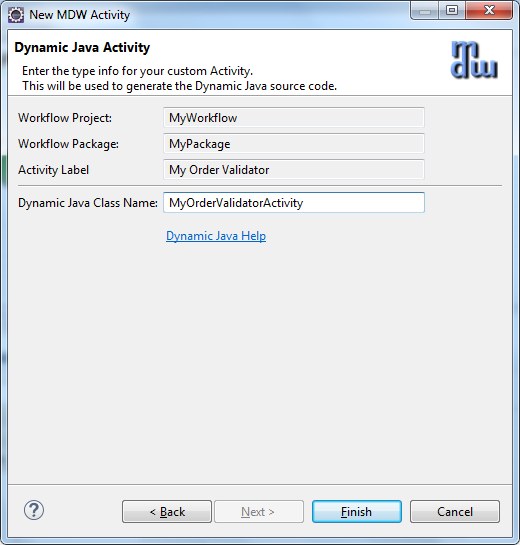 New MDW Activity
Dynamic Java Activity
Enter the type info for your custom Activity.
This will be used to generate the Dynamic Java source code.
mdw
Workflow Project: MyWorkflow
Workflow Package: MyPackage
Activity Label My Order Validator
Dynamic Java Class Name: MyOrderValidatorActivity
Dynamic Java Help
? < Back Next > Finish Cancel